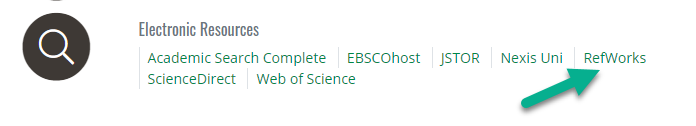 Electronic Resources
Academic Search Complete EBSCOhost JSTOR Nexis Uni RefWorks
ScienceDirect Web of Science